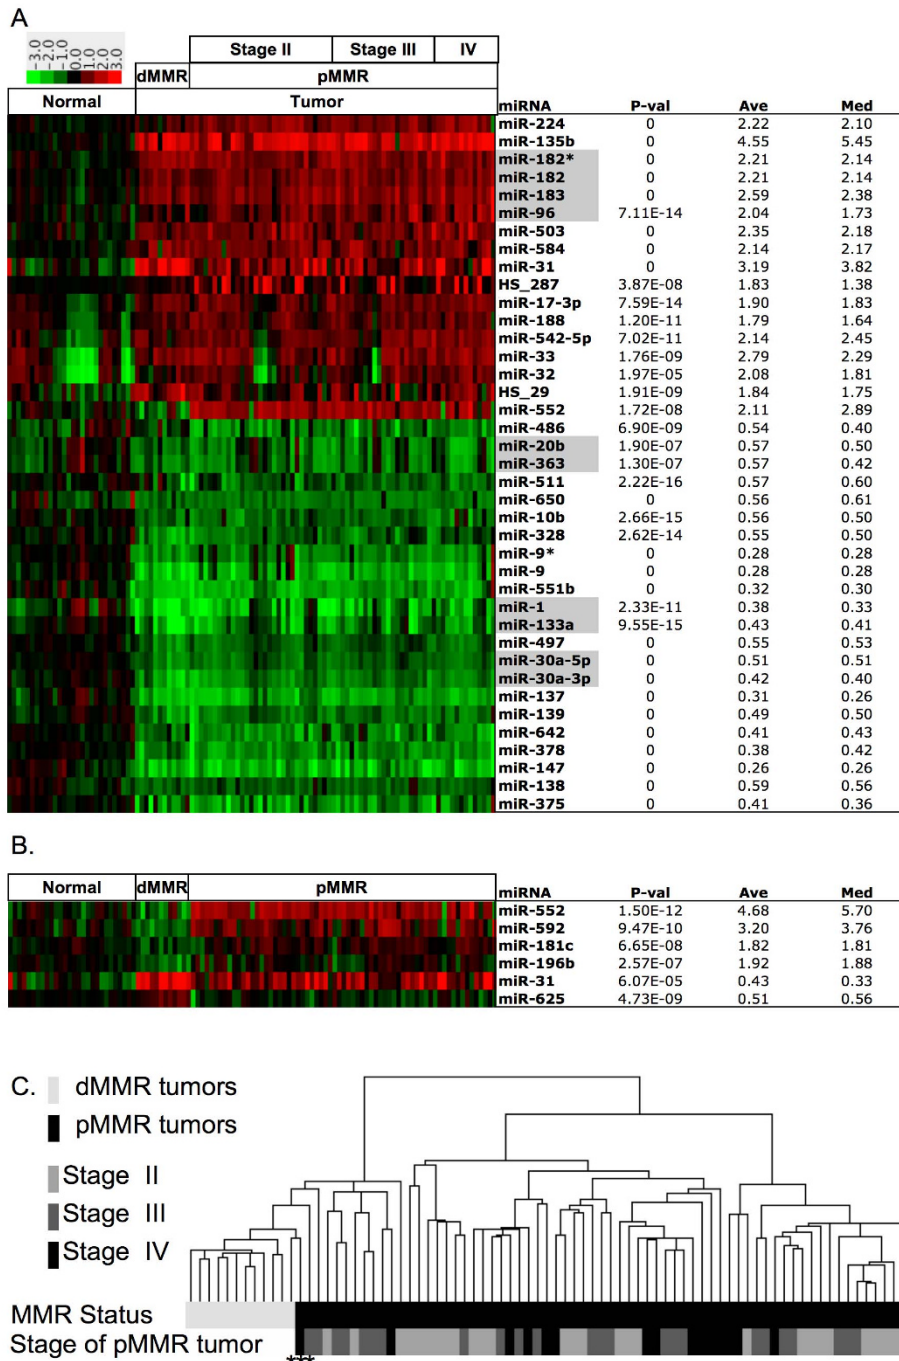 A
-3.0 -2.0 -1.0 0.0 1.0 2.0 3.0
Stage II Stage III IV
dMMR pMMR
Normal Tumor
miRNA P-val Ave Med
miR-224 0 2.22 2.10
miR-135b 0 4.55 5.45
miR-182* 0 2.21 2.14
miR-182 0 2.21 2.14
miR-183 0 2.59 2.38
miR-96 7.11E-14 2.04 1.73
miR-503 0 2.35 2.18
miR-584 0 2.14 2.17
miR-31 0 3.19 3.82
HS_287 3.87E-08 1.83 1.38
miR-17-3p 7.59E-14 1.90 1.83
miR-188 1.20E-11 1.79 1.64
miR-542-5p 7.02E-11 2.14 2.45
miR-33 1.76E-09 2.79 2.29
miR-32 1.97E-05 2.08 1.81
HS_29 1.91E-09 1.84 1.75
miR-552 1.72E-08 2.11 2.89
miR-486 6.90E-09 0.54 0.40
miR-20b 1.90E-07 0.57 0.50
miR-363 1.30E-07 0.57 0.42
miR-511 2.22E-16 0.57 0.60
miR-650 0 0.56 0.61
miR-10b 2.66E-15 0.56 0.50
miR-328 2.62E-14 0.55 0.50
miR-9* 0 0.28 0.28
miR-9 0 0.28 0.28
miR-551b 0 0.32 0.30
miR-1 2.33E-11 0.38 0.33
miR-133a 9.55E-15 0.43 0.41
miR-497 0 0.55 0.53
miR-30a-5p 0 0.51 0.51
miR-30a-3p 0 0.42 0.40
miR-137 0 0.31 0.26
miR-139 0 0.49 0.50
miR-642 0 0.41 0.43
miR-378 0 0.38 0.42
miR-147 0 0.26 0.26
miR-138 0 0.59 0.56
miR-375 0 0.41 0.36
B.
Normal dMMR pMMR
miRNA P-val Ave Med
miR-552 1.50E-12 4.68 5.70
miR-592 9.47E-10 3.20 3.76
miR-181c 6.65E-08 1.82 1.81
miR-196b 2.57E-07 1.92 1.88
miR-31 6.07E-05 0.43 0.33
miR-625 4.73E-09 0.51 0.56
C.
dMMR tumors
pMMR tumors
Stage II
Stage III
Stage IV
MMR Status
Stage of pMMR tumor
***